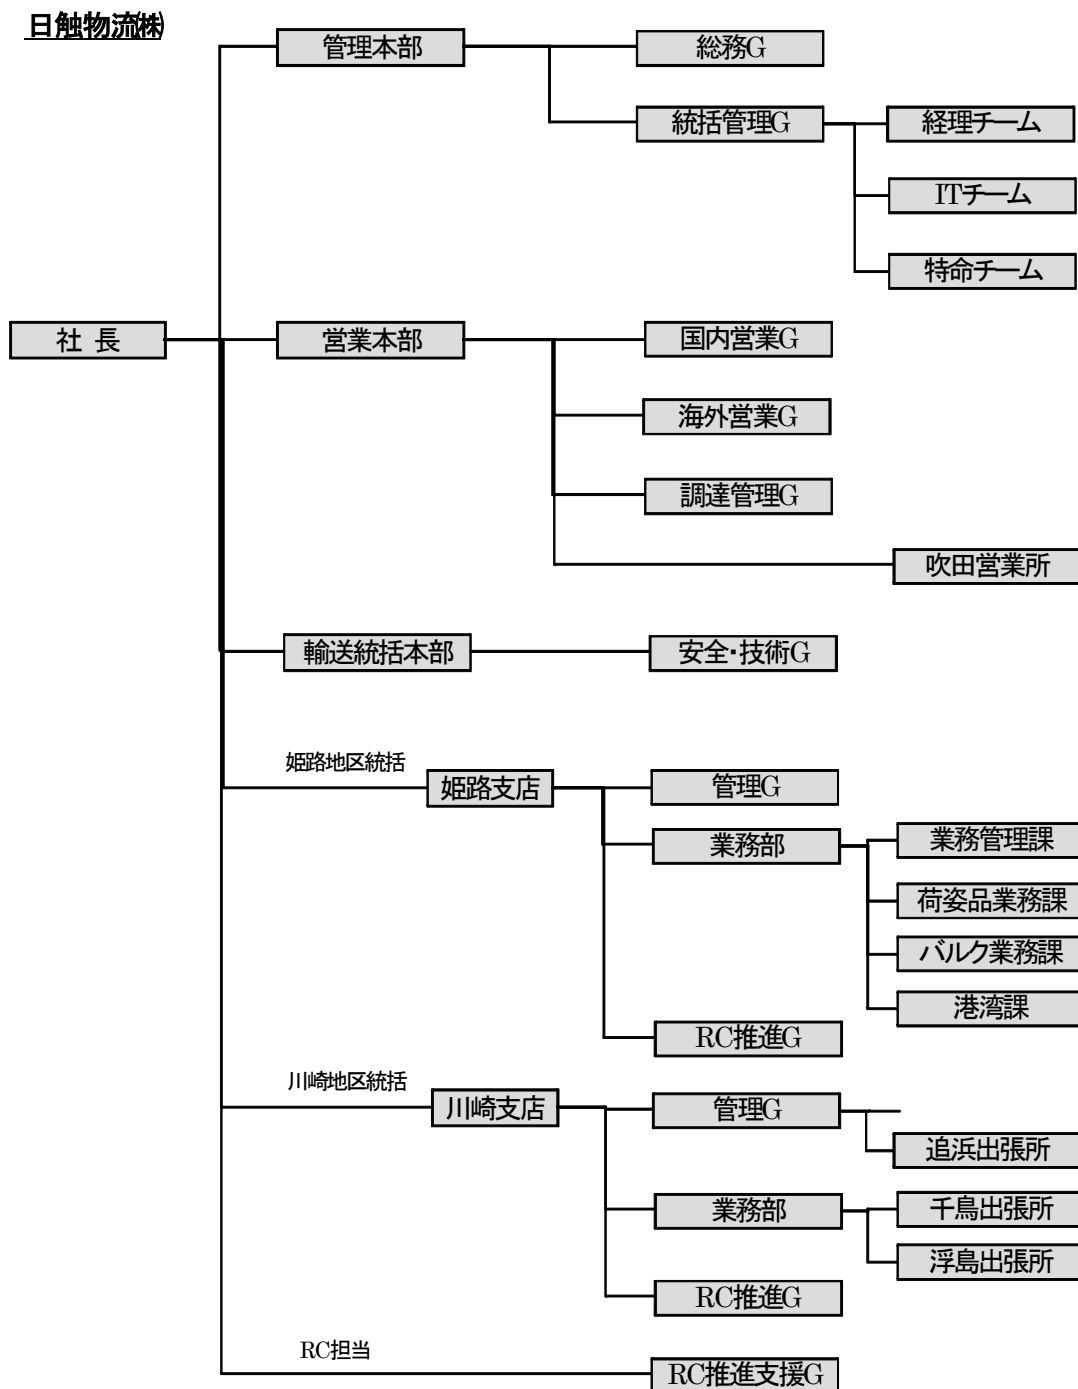 日触物流㈱
管理本部
総務G
統括管理G
経理チーム
ITチーム
特命チーム
社 長
営業本部
国内営業G
海外営業G
調達管理G
吹田営業所
輸送統括本部
安全・技術G
姫路地区統括
姫路支店
管理G
業務部
業務管理課
荷姿品業務課
バルク業務課
港湾課
RC推進G
川崎地区統括
川崎支店
管理G
追浜出張所
業務部
千鳥出張所
浮島出張所
RC推進G
RC担当
RC推進支援G